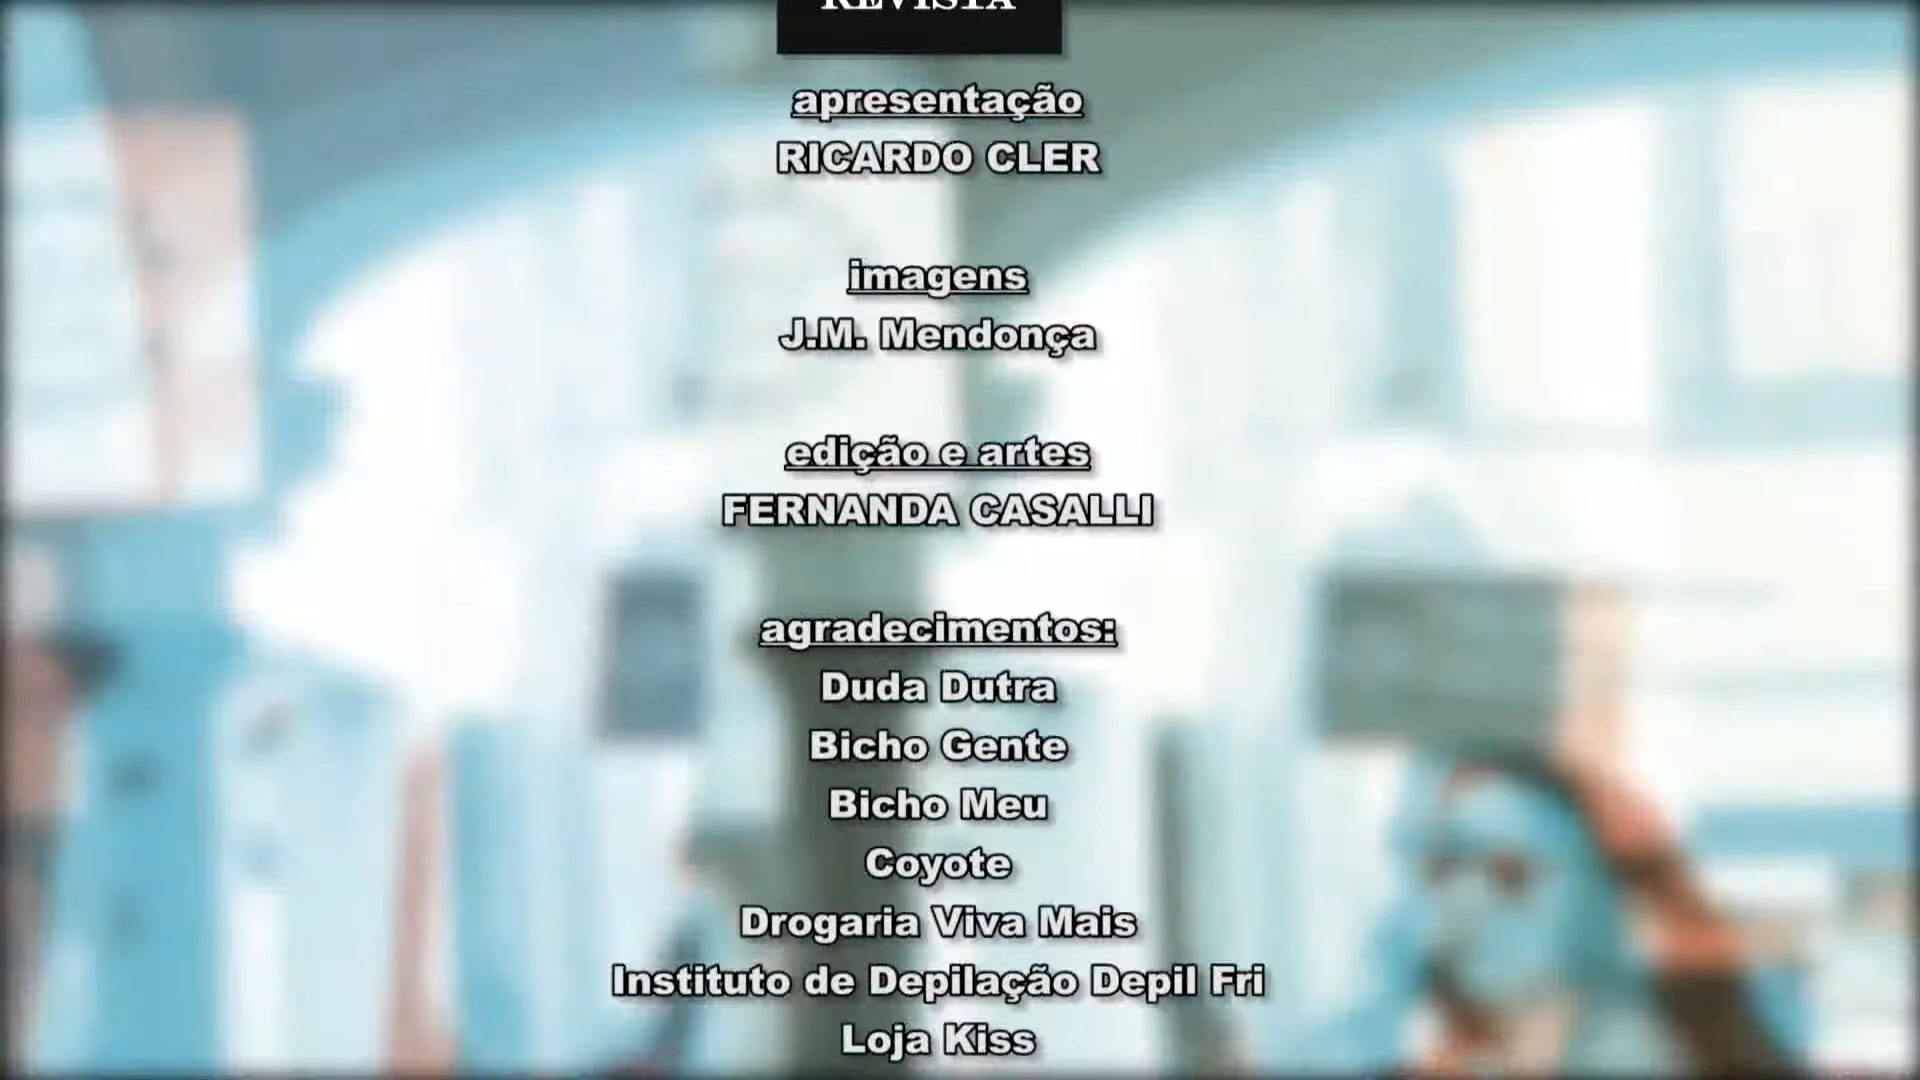 REVISTA
apresentação
RICARDO CLER
imagens
J.M. Mendonça
edição e artes
FERNANDA CASALLI
agradecimentos:
Duda Dutra
Bicho Gente
Bicho Meu
Coyote
Drogaria Viva Mais
Instituto de Depilação Depil Fri
Loja Kiss